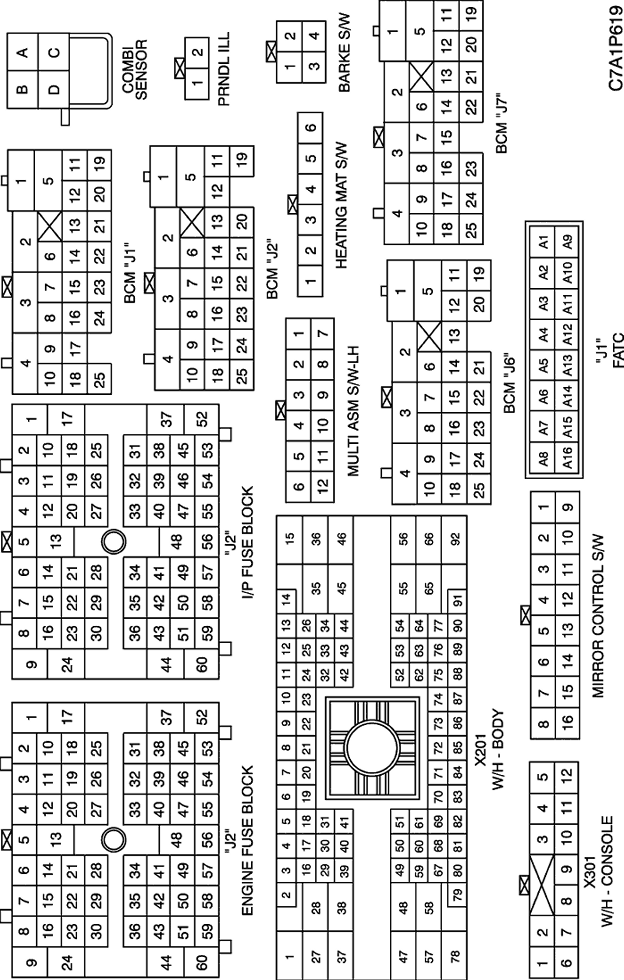 9 8 7 6 5 4 3 2 1
16 15 14 13 12 11 10
24 23 22 21 20 19 18 17
30 29 28 27 26 25
36 35 34 33 32 31
44 43 42 41 40 39 38 37
51 50 49 48 47 46 45
60 59 58 57 56 55 54 53 52
"J2"
ENGINE FUSE BLOCK
9 8 7 6 5 4 3 2 1
16 15 14 13 12 11 10
24 23 22 21 20 19 18 17
30 29 28 27 26 25
36 35 34 33 32 31
44 43 42 41 40 39 38 37
51 50 49 48 47 46 45
60 59 58 57 56 55 54 53 52
"J2"
I/P FUSE BLOCK
4 3 2 1
10 9 8 7 6 5
18 17 16 15 14 13 12 11
25 24 23 22 21 20 19
BCM "J1"
4 3 2 1
10 9 8 7 6 5
18 17 16 15 14 13 12 11
25 24 23 22 21 20 19
BCM "J2"
B A
D C
COMBI
SENSOR
1 2
PRNDL ILL
1 2 3 4 5 6 7 8 9 10 11 12 13 14 15
16 17 18 19 20 21 22 23 24 25 26
27 28 29 30 31 32 33 34 35 36
37 38 39 40 41 42 43 44 45 46
47 48 49 50 51 52 53 54 55 56
57 58 59 60 61 62 63 64 65 66
67 68 69 70 71 72 73 74 75 76 77
78 79 80 81 82 83 84 85 86 87 88 89 90 91 92
X201
W/H - BODY
6 5 4 3 2 1
12 11 10 9 8 7
MULTI ASM S/W-LH
1 2 3 4 5 6
HEATING MAT S/W
1 2
3 4
BARKE S/W
4 3 2 1
10 9 8 7 6 5
18 17 16 15 14 13 12 11
25 24 23 22 21 20 19
BCM "J6"
4 3 2 1
10 9 8 7 6 5
18 17 16 15 14 13 12 11
25 24 23 22 21 20 19
BCM "J7"
1 2 3 4 5
6 7 8 9 10 11 12
X301
W/H - CONSOLE
8 7 6 5 4 3 2 1
16 15 14 13 12 11 10 9
MIRROR CONTROL S/W
A8 A7 A6 A5 A4 A3 A2 A1
A16 A15 A14 A13 A12 A11 A10 A9
"J1"
FATC
C7A1P619